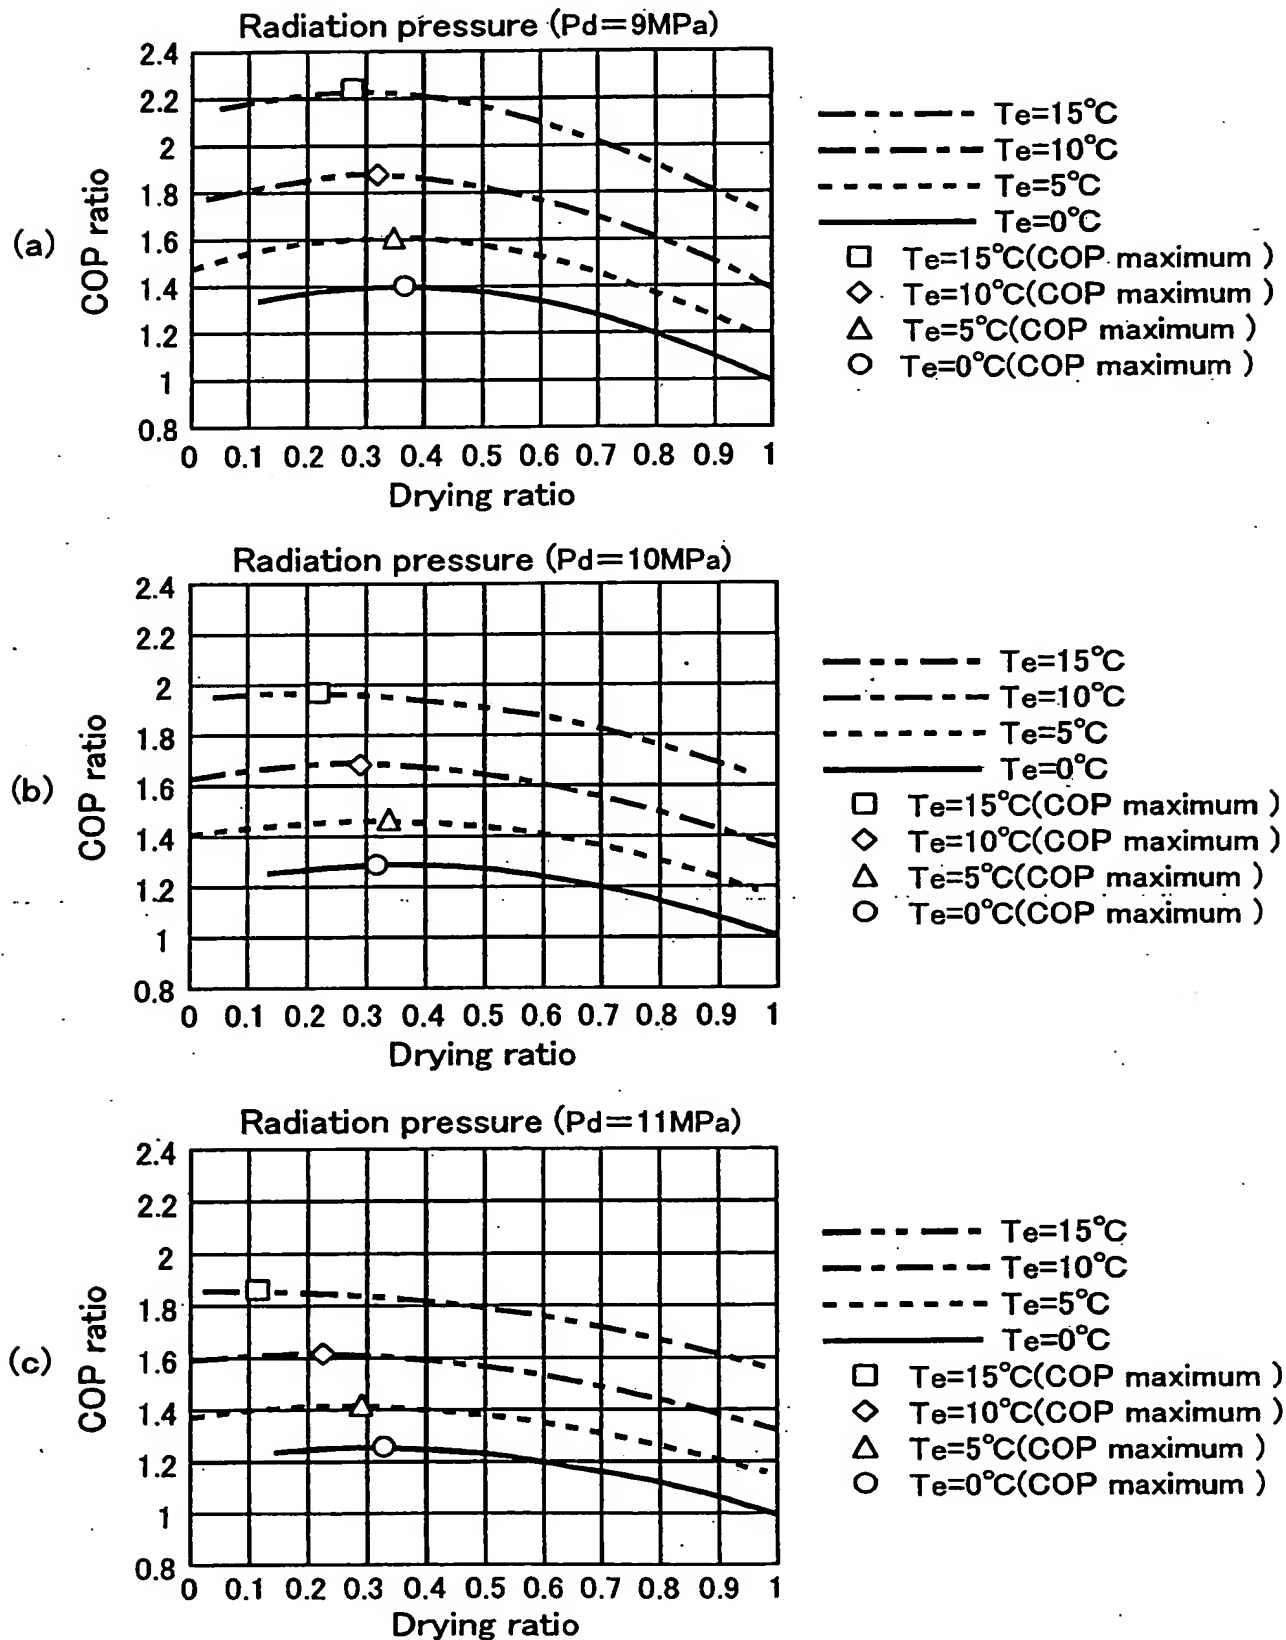 Radiation pressure (Pd=9MPa)
(a)
COP ratio
2.4
2.2
2
1.8
1.6
1.4
1.2
1
0.8
0 0.1 0.2 0.3 0.4 0.5 0.6 0.7 0.8 0.9 1
Drying ratio
Te=15℃
Te=10℃
Te=5℃
Te=0℃
Te=15℃(COP maximum )
Te=10℃(COP maximum )
Te=5℃(COP maximum )
Te=0℃(COP maximum )
Radiation pressure (Pd=10MPa)
(b)
COP ratio
2.4
2.2
2
1.8
1.6
1.4
1.2
1
0.8
0 0.1 0.2 0.3 0.4 0.5 0.6 0.7 0.8 0.9 1
Drying ratio
Te=15℃
Te=10℃
Te=5℃
Te=0℃
Te=15℃(COP maximum )
Te=10℃(COP maximum )
Te=5℃(COP maximum )
Te=0℃(COP maximum )
Radiation pressure (Pd=11MPa)
(c)
COP ratio
2.4
2.2
2
1.8
1.6
1.4
1.2
1
0.8
0 0.1 0.2 0.3 0.4 0.5 0.6 0.7 0.8 0.9 1
Drying ratio
Te=15℃
Te=10℃
Te=5℃
Te=0℃
Te=15℃(COP maximum )
Te=10℃(COP maximum )
Te=5℃(COP maximum )
Te=0℃(COP maximum )